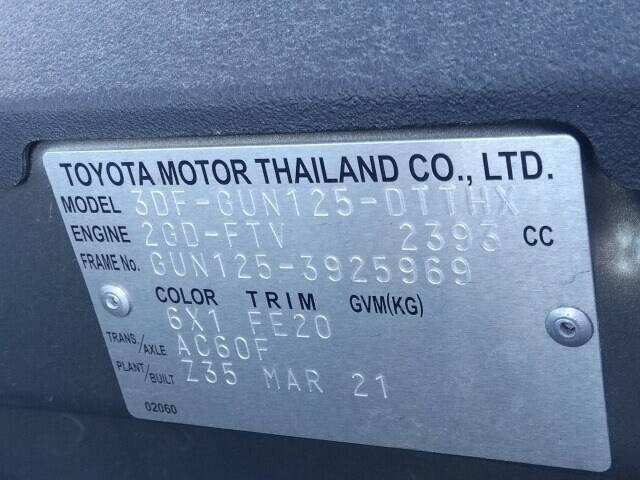 TOYOTA MOTOR THAILAND CO., LTD.
MODEL 3DF-GUN125-DTTHX
ENGINE 2GD-FTV 2393 CC
FRAME No. GUN125-3925969
COLOR TRIM GVM(KG)
6X1 FE20
TRANS./AXLE AC60F
PLANT/BUILT Z35 MAR 21
02060